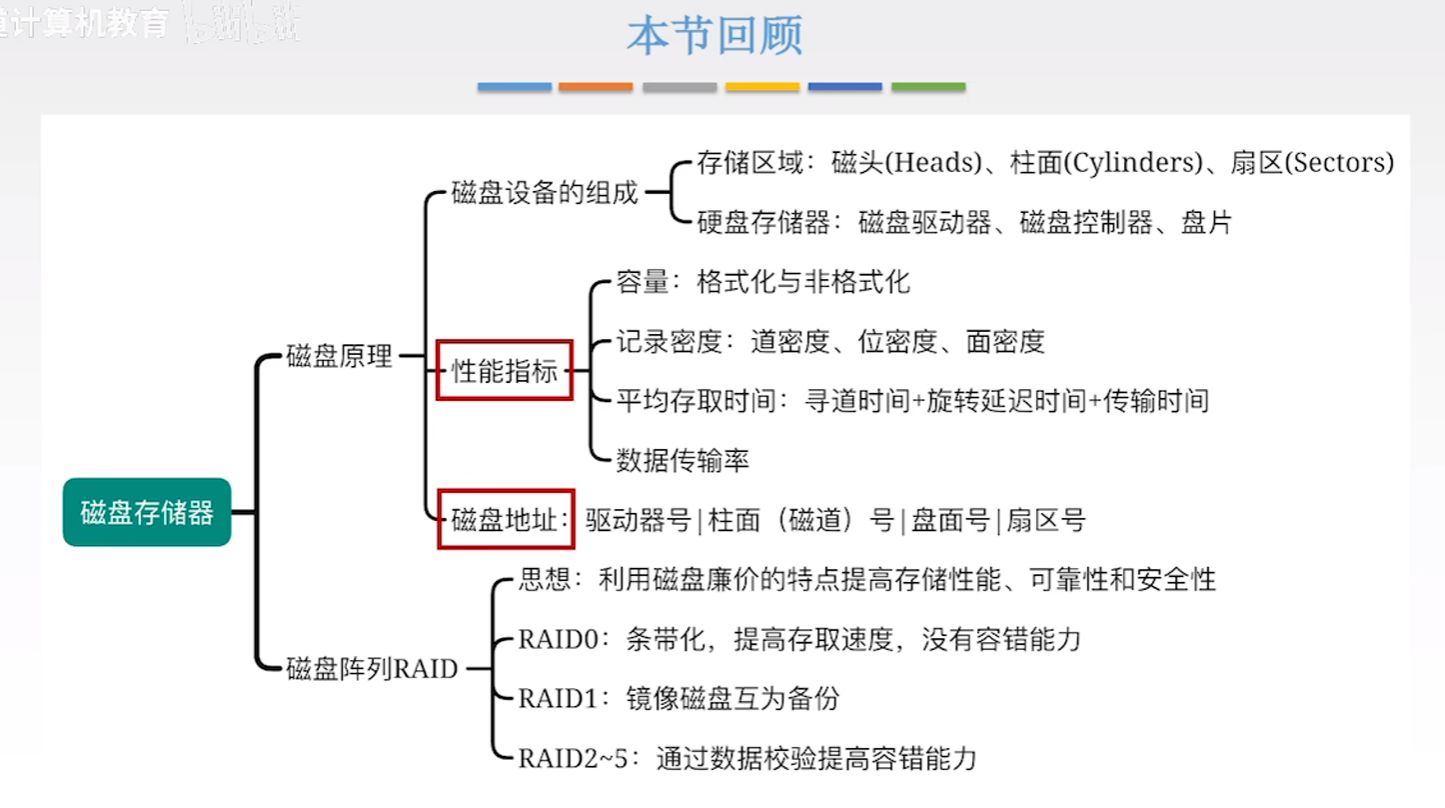 道计算机教育 bilibili
本节回顾
存储区域：磁头(Heads)、柱面(Cylinders)、扇区(Sectors)
磁盘设备的组成
硬盘存储器：磁盘驱动器、磁盘控制器、盘片
容量：格式化与非格式化
记录密度：道密度、位密度、面密度
磁盘原理
性能指标
平均存取时间：寻道时间+旋转延迟时间+传输时间
数据传输率
磁盘存储器
磁盘地址：驱动器号|柱面（磁道）号|盘面号|扇区号
思想：利用磁盘廉价的特点提高存储性能、可靠性和安全性
RAID0：条带化，提高存取速度，没有容错能力
磁盘阵列RAID
RAID1：镜像磁盘互为备份
RAID2~5：通过数据校验提高容错能力